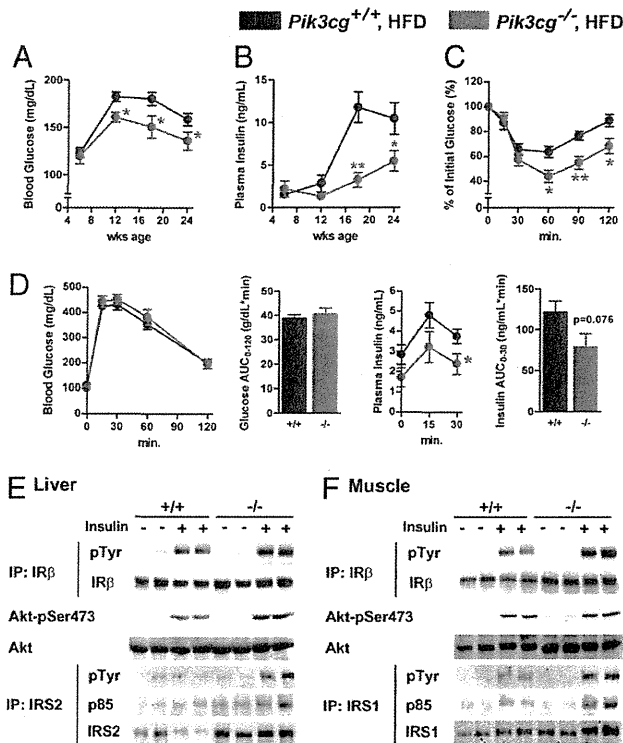 Pik3cg+/+, HFD Pik3cg-/-, HFD
A B C
Blood Glucose (mg/dL)
200
150
100
0
4 8 12 16 20 24
wks age
Plasma Insulin (ng/mL)
15
10
5
0
4 8 12 16 20 24
wks age
% of Initial Glucose (%)
100
80
60
40
0
0 30 60 90 120
min.
* * *
** *
* ** *
D
Blood Glucose (mg/dL)
500
400
300
200
100
0
0 30 60 90 120
min.
Glucose AUC0-120 (g/dL*min)
50
40
30
20
10
0
+/+ -/-
Plasma Insulin (ng/mL)
6
5
4
3
2
1
0
*
0 15 30
min.
Insulin AUC0-30 (ng/mL*min)
150
100
50
0
p=0.076
+/+ -/-
E Liver
+/+ -/-
Insulin - - + + - - + +
IP: IRβ
pTyr
IRβ
Akt-pSer473
Akt
IP: IRS2
pTyr
p85
IRS2
F Muscle
+/+ -/-
Insulin - - + + - - + +
IP: IRβ
pTyr
IRβ
Akt-pSer473
Akt
IP: IRS1
pTyr
p85
IRS1